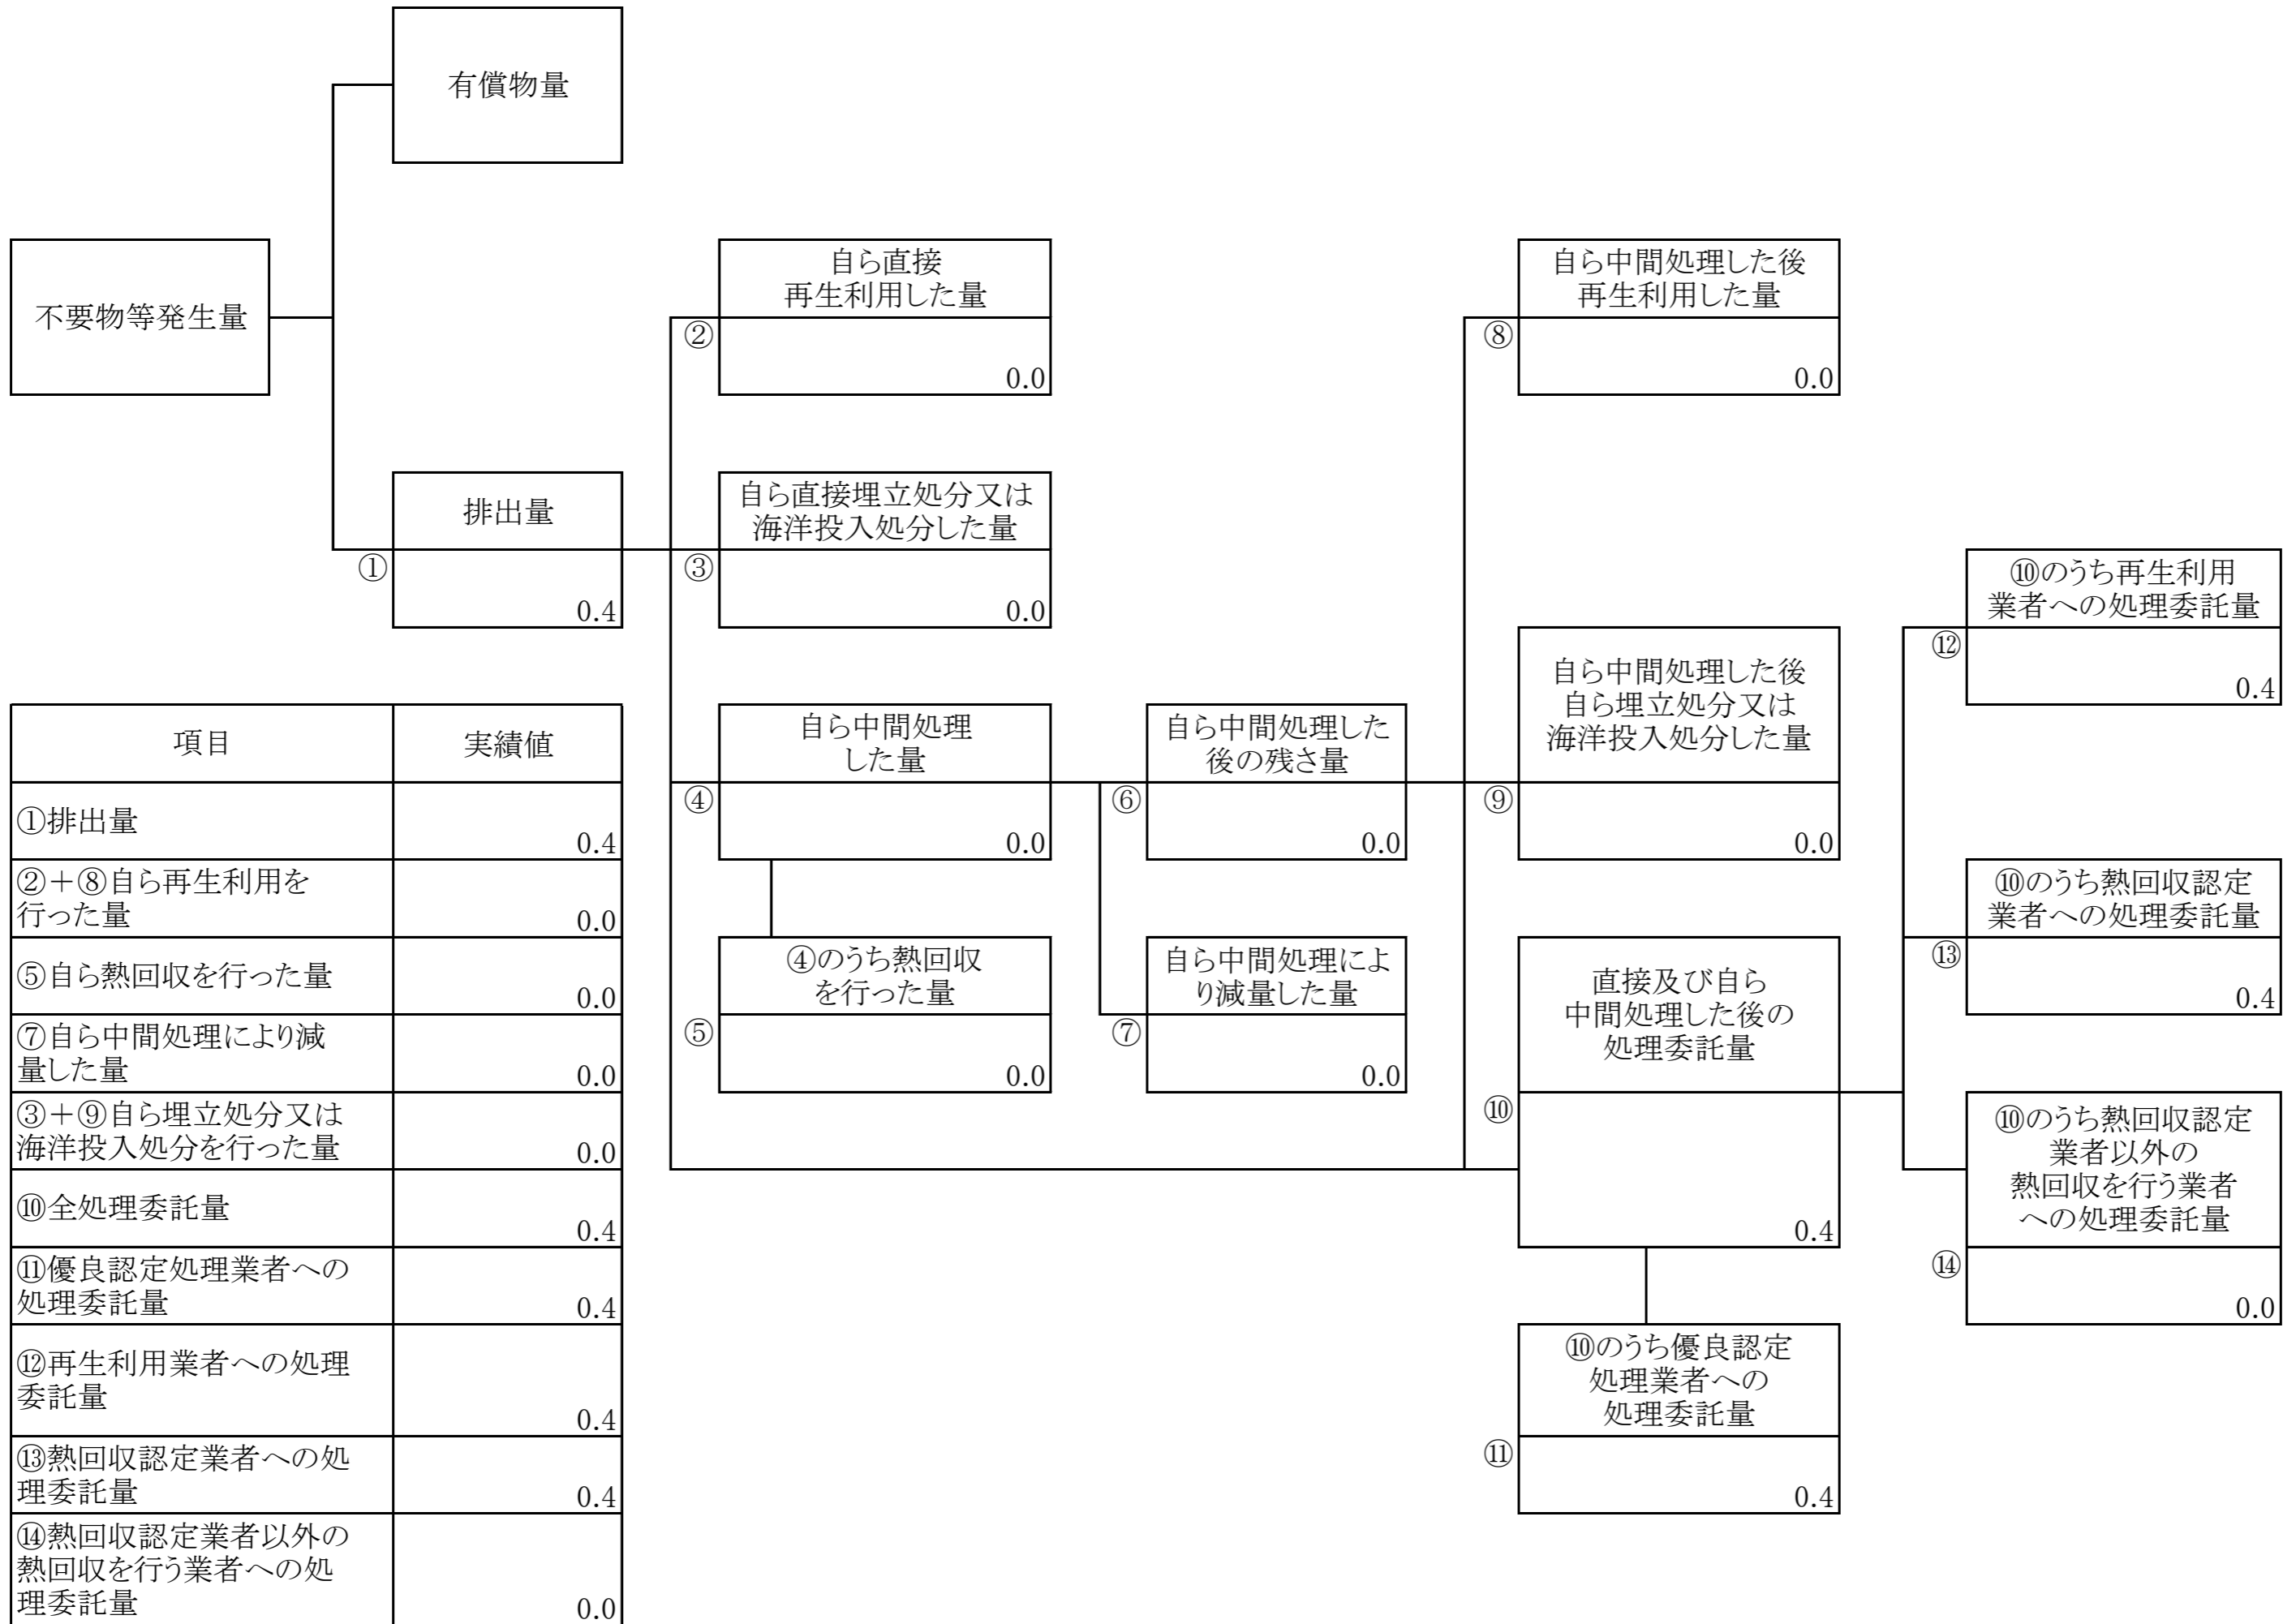 有償物量
不要物等発生量
自ら直接
再生利用した量
②
0.0
自ら中間処理した後
再生利用した量
⑧
0.0
排出量
①
0.4
自ら直接埋立処分又は
海洋投入処分した量
③
0.0
⑩のうち再生利用
業者への処理委託量
⑫
0.4
自ら中間処理
した量
④
0.0
自ら中間処理した
後の残さ量
⑥
0.0
自ら中間処理した後
自ら埋立処分又は
海洋投入処分した量
⑨
0.0
⑩のうち熱回収認定
業者への処理委託量
⑬
0.4
④のうち熱回収
を行った量
⑤
0.0
自ら中間処理によ
り減量した量
⑦
0.0
直接及び自ら
中間処理した後の
処理委託量
⑩
0.4
⑩のうち熱回収認定
業者以外の
熱回収を行う業者
への処理委託量
⑭
0.0
⑩のうち優良認定
処理業者への
処理委託量
⑪
0.4
項目 実績値
①排出量
0.4
②＋⑧自ら再生利用を
行った量 0.0
⑤自ら熱回収を行った量
0.0
⑦自ら中間処理により減
量した量 0.0
③＋⑨自ら埋立処分又は
海洋投入処分を行った量 0.0
⑩全処理委託量
0.4
⑪優良認定処理業者への
処理委託量 0.4
⑫再生利用業者への処理
委託量
0.4
⑬熱回収認定業者への処
理委託量 0.4
⑭熱回収認定業者以外の
熱回収を行う業者への処
理委託量 0.0